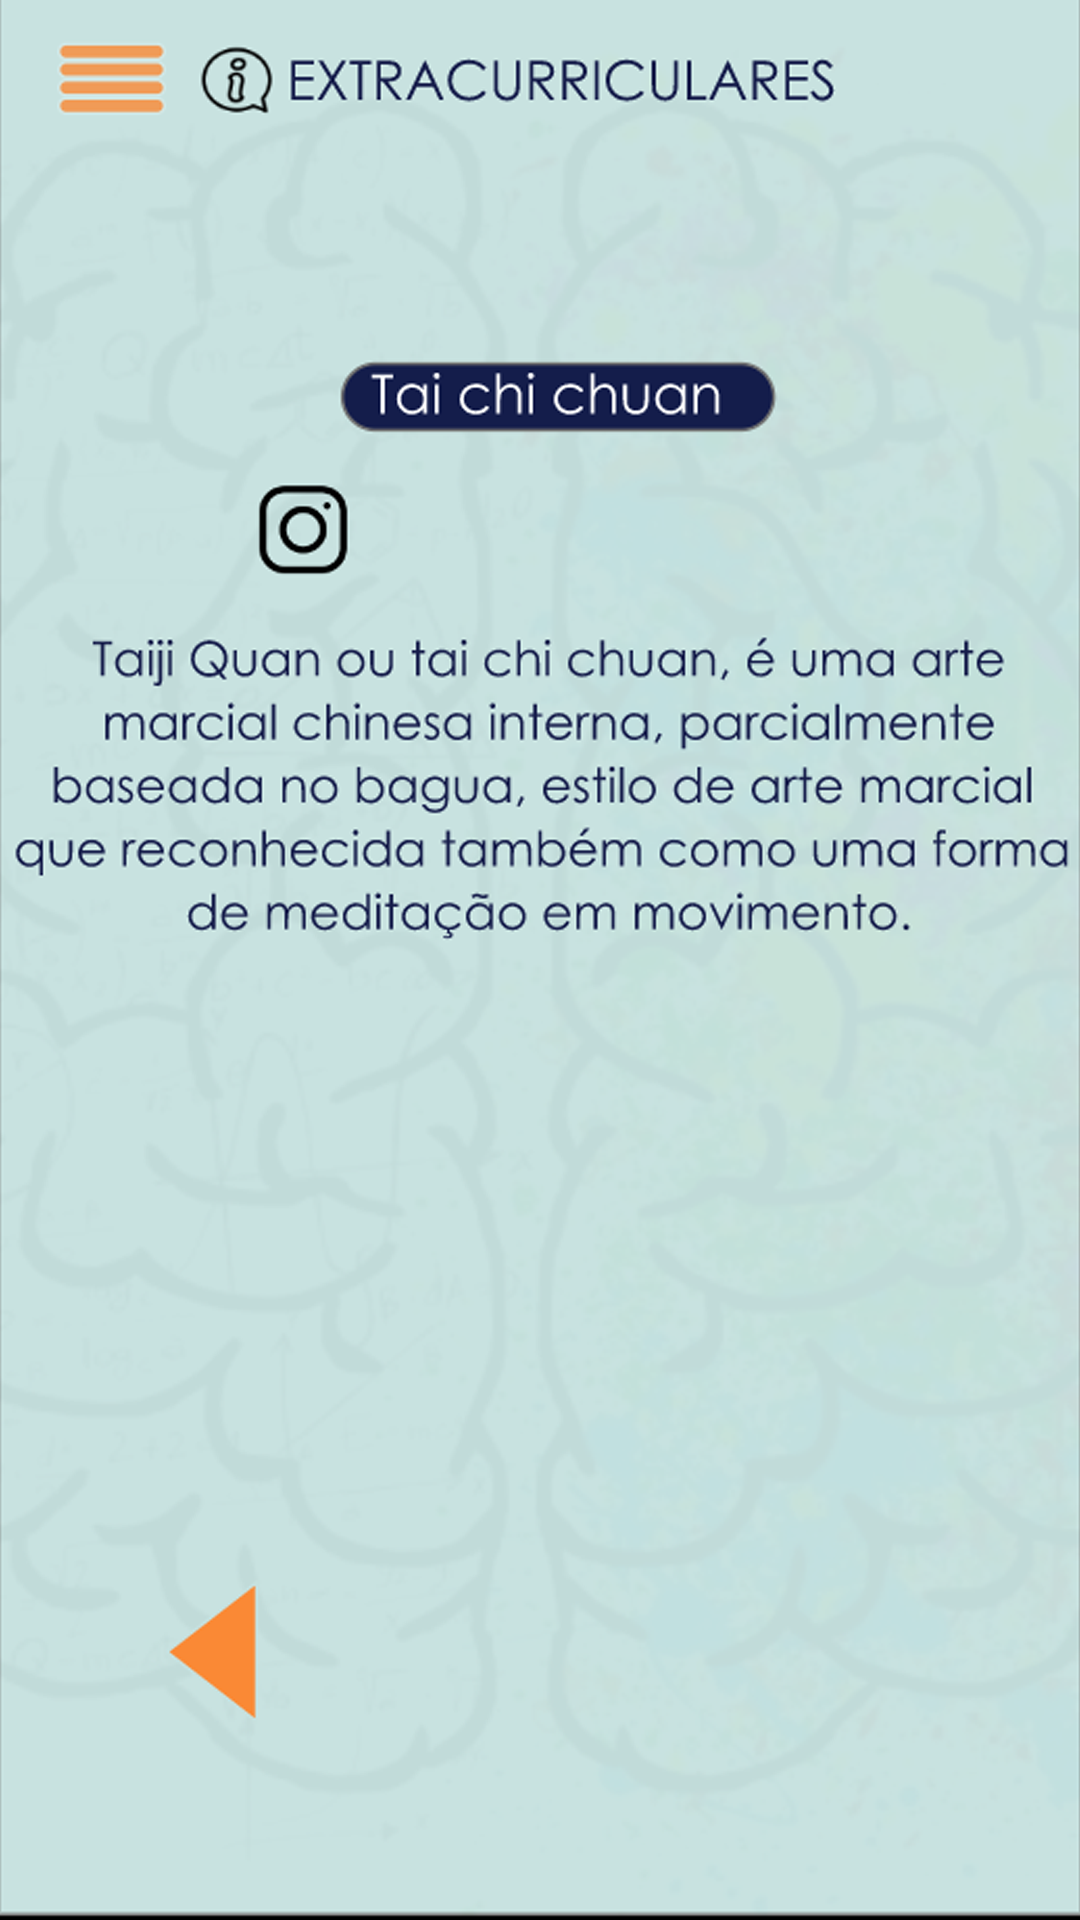 EXTRACURRICULARES
Tai chi chuan
Taiji Quan ou tai chi chuan, é uma arte
marcial chinesa interna, parcialmente
baseada no bagua, estilo de arte marcial
que reconhecida também como uma forma
de meditação em movimento.